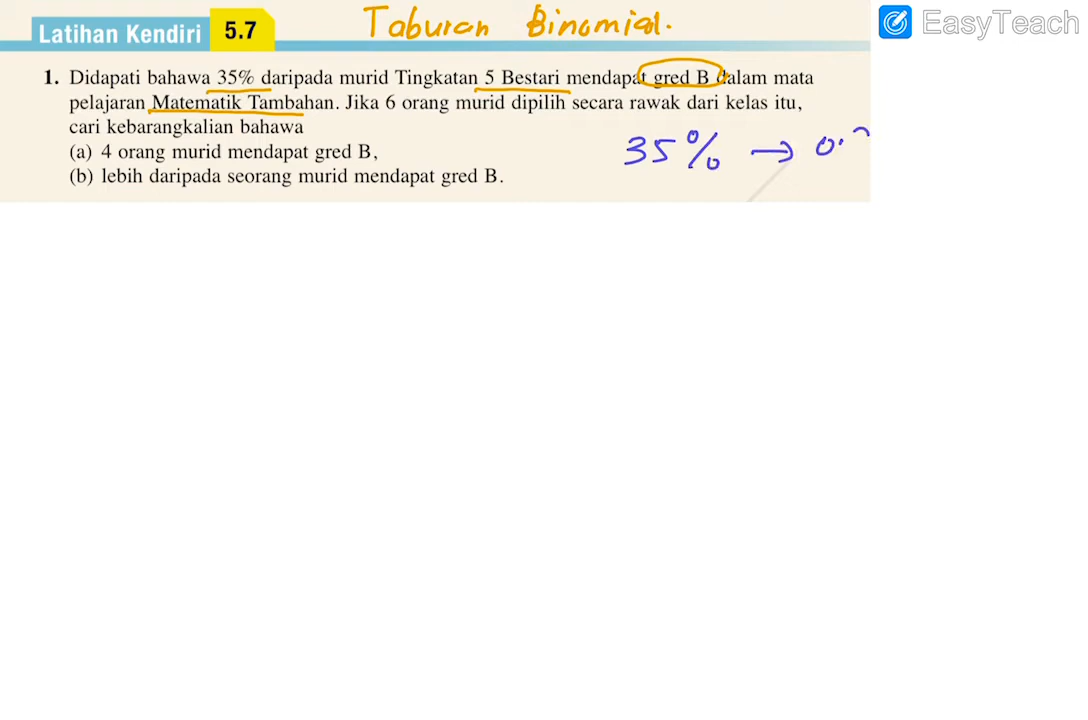 Latihan Kendiri 5.7 Taburan Binomial.
EasyTeach
1. Didapati bahawa 35% daripada murid Tingkatan 5 Bestari mendapat gred B dalam mata
pelajaran Matematik Tambahan. Jika 6 orang murid dipilih secara rawak dari kelas itu,
cari kebarangkalian bahawa
(a) 4 orang murid mendapat gred B,
(b) lebih daripada seorang murid mendapat gred B.
35% → 0.